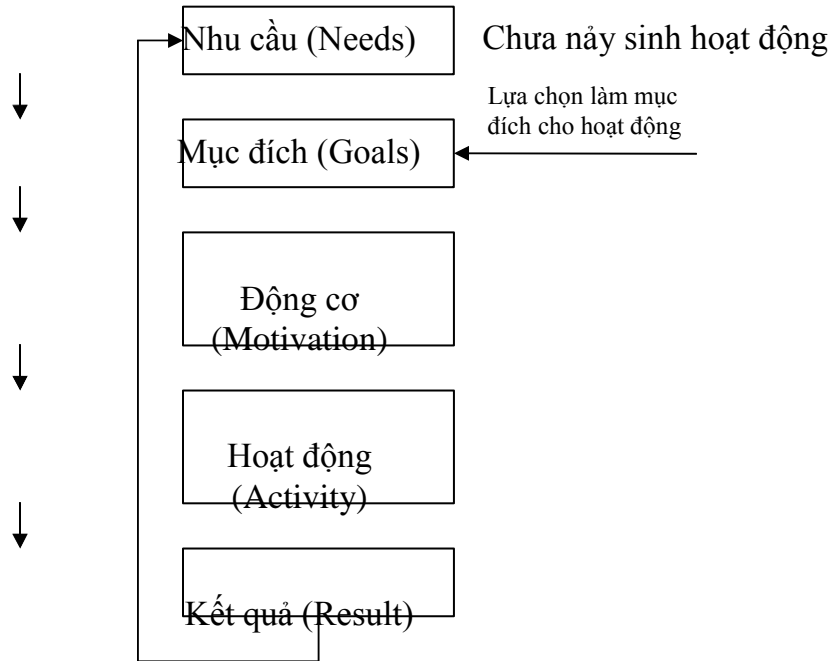 Nhu cầu (Needs) Chưa nảy sinh hoạt động
Lựa chọn làm mục
đích cho hoạt động
Mục đích (Goals)
Động cơ
(Motivation)
Hoạt động
(Activity)
Kết quả (Result)